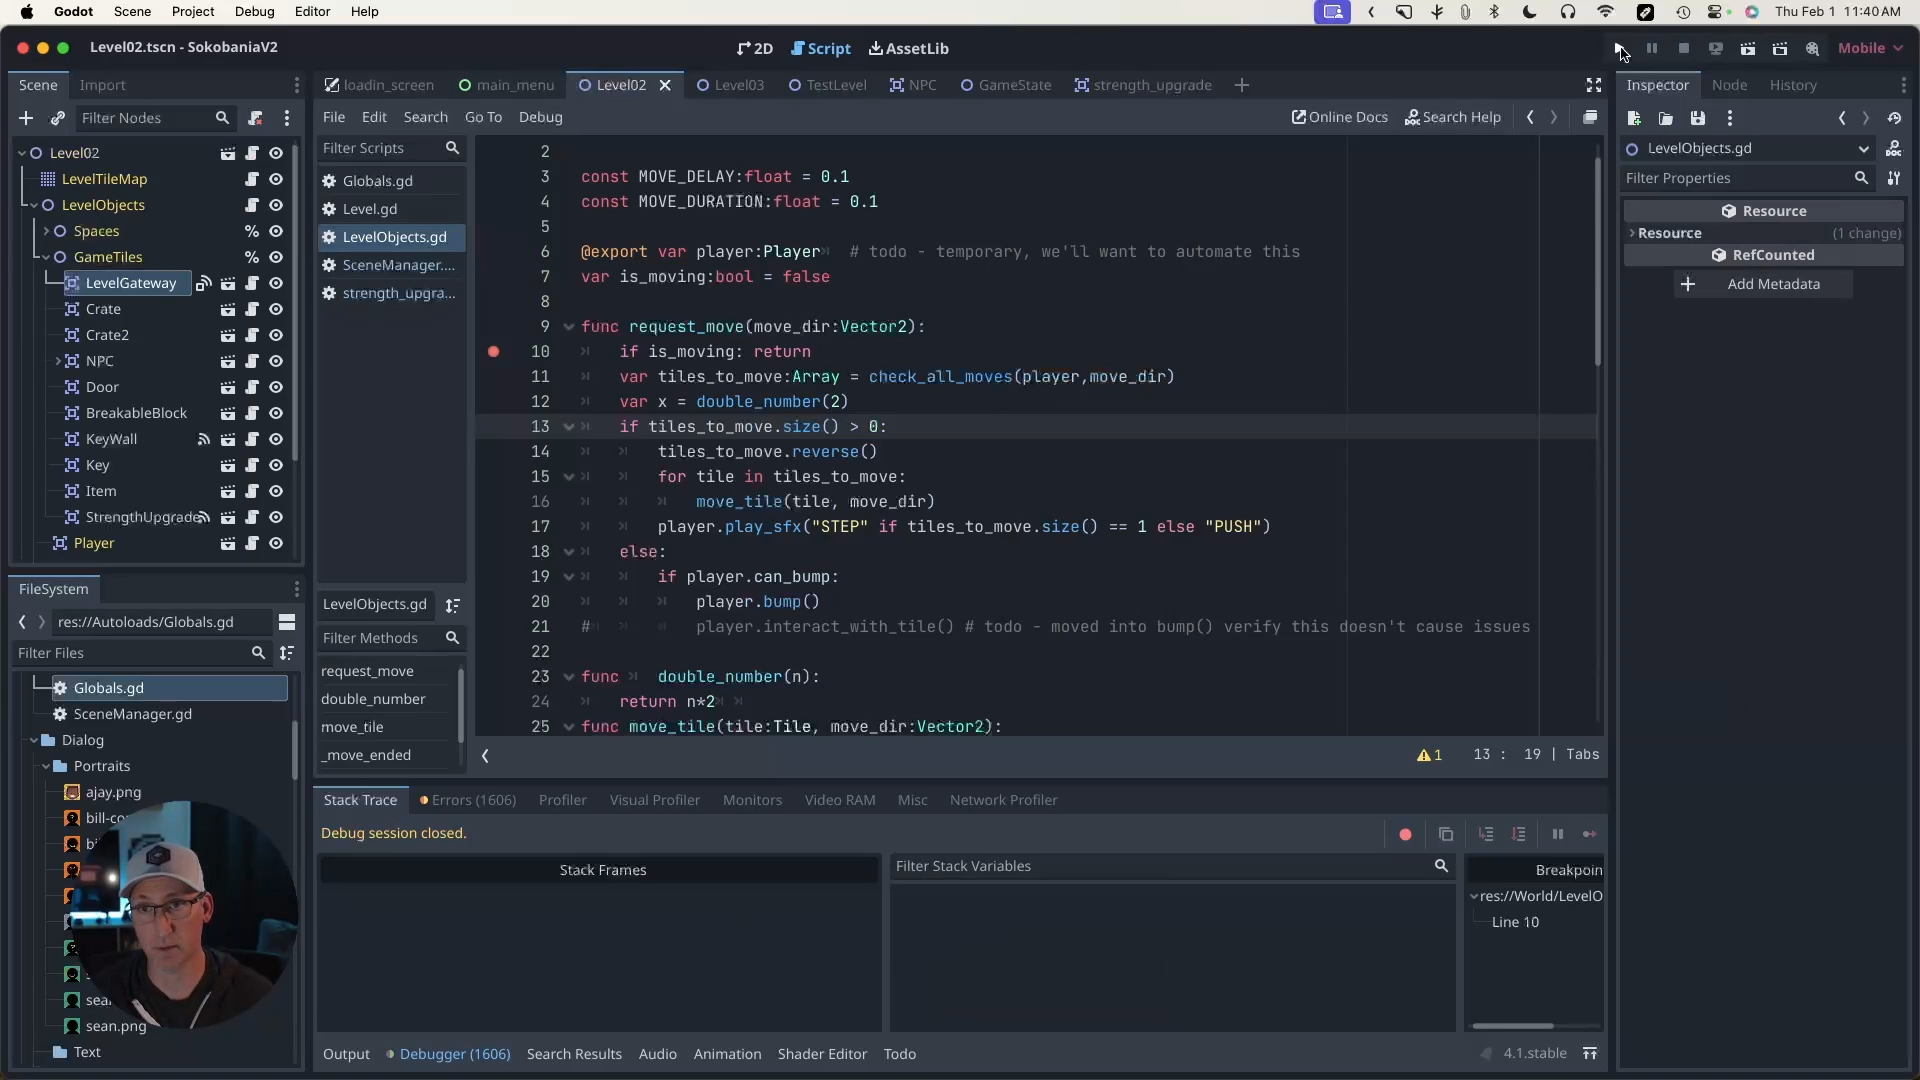 Godot Scene Project Debug Editor Help Thu Feb 1 11:40 AM
Level02.tscn - SokobaniaV2 2D Script AssetLib Mobile
Scene Import
loadin_screen main_menu Level02 Level03 TestLevel NPC GameState strength_upgrade
Inspector Node History
Filter Nodes
File Edit Search Go To Debug Online Docs Search Help
Level02
LevelTileMap
LevelObjects
Spaces
GameTiles
LevelGateway
Crate
Crate2
NPC
Door
BreakableBlock
KeyWall
Key
Item
StrengthUpgrade
Player
Filter Scripts
Globals.gd
Level.gd
LevelObjects.gd
SceneManager....
strength_upgra...
LevelObjects.gd
Filter Methods
request_move
double_number
move_tile
_move_ended
2
3 const MOVE_DELAY:float = 0.1
4 const MOVE_DURATION:float = 0.1
5
6 @export var player:Player # todo - temporary, we'll want to automate this
7 var is_moving:bool = false
8
9 func request_move(move_dir:Vector2):
10 if is_moving: return
11 var tiles_to_move:Array = check_all_moves(player,move_dir)
12 var x = double_number(2)
13 if tiles_to_move.size() > 0:
14 tiles_to_move.reverse()
15 for tile in tiles_to_move:
16 move_tile(tile, move_dir)
17 player.play_sfx("STEP" if tiles_to_move.size() == 1 else "PUSH")
18 else:
19 if player.can_bump:
20 player.bump()
21 # player.interact_with_tile() # todo - moved into bump() verify this doesn't cause issues
22
23 func double_number(n):
24 return n*2
25 func move_tile(tile:Tile, move_dir:Vector2):
1 13 : 19 | Tabs
LevelObjects.gd
Filter Properties
Resource
Resource (1 change)
RefCounted
Add Metadata
FileSystem
res://Autoloads/Globals.gd
Filter Files
Globals.gd
SceneManager.gd
Dialog
Portraits
ajay.png
bill-co
bi
sea
sean.png
Text
Stack Trace Errors (1606) Profiler Visual Profiler Monitors Video RAM Misc Network Profiler
Debug session closed.
Stack Frames
Filter Stack Variables
Breakpoin
res://World/LevelO
Line 10
Output Debugger (1606) Search Results Audio Animation Shader Editor Todo 4.1.stable